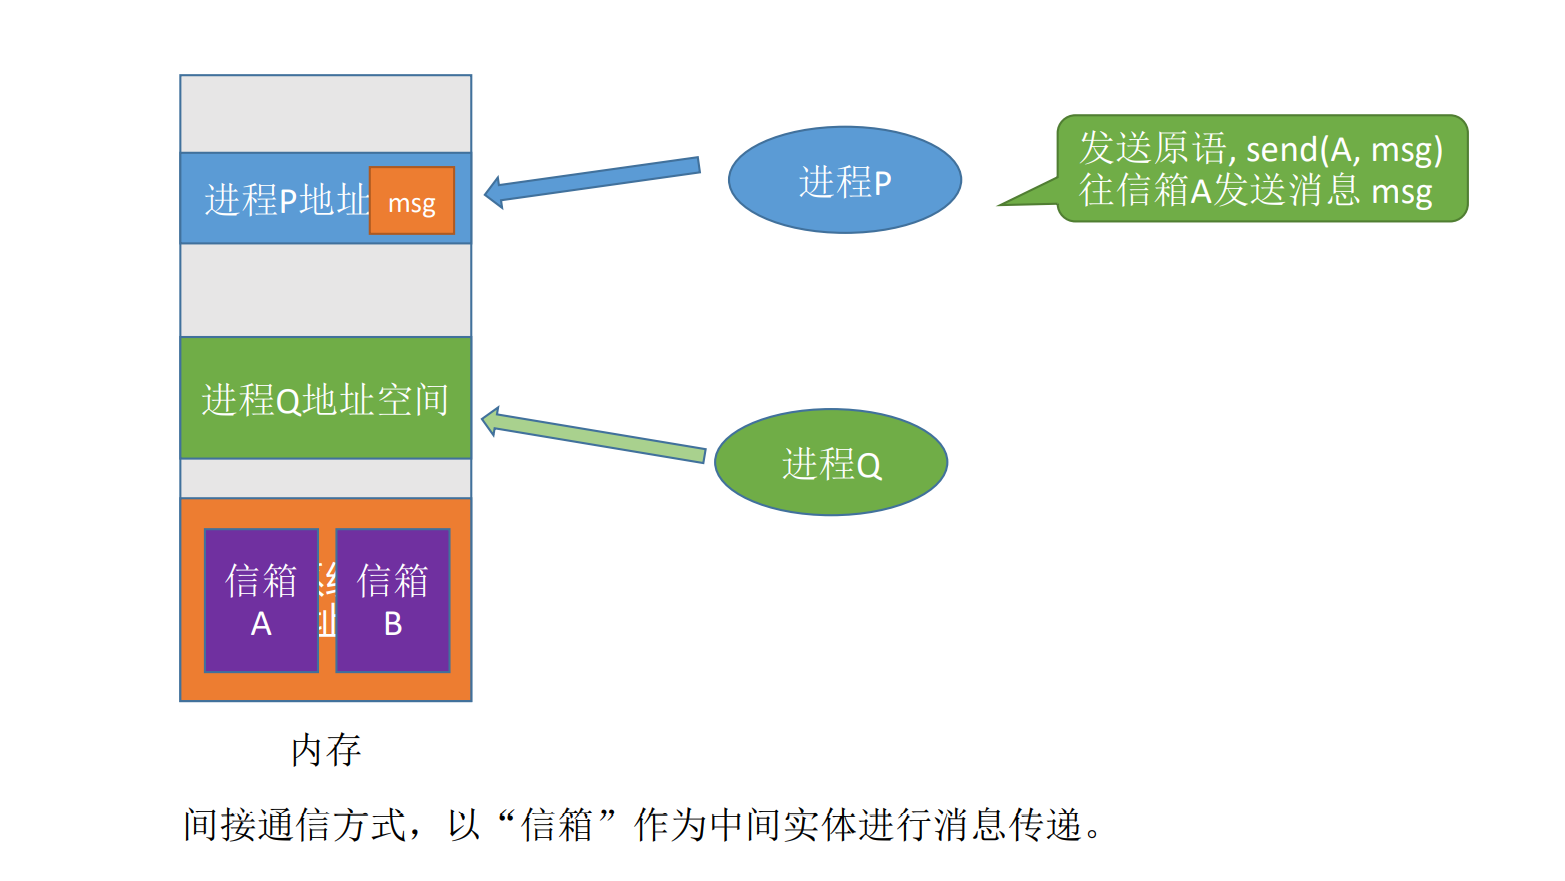 进程P地址
msg
进程P
发送原语, send(A, msg)
往信箱A发送消息 msg
进程Q地址空间
进程Q
信箱
A
信箱
B
内存
间接通信方式，以“信箱”作为中间实体进行消息传递。